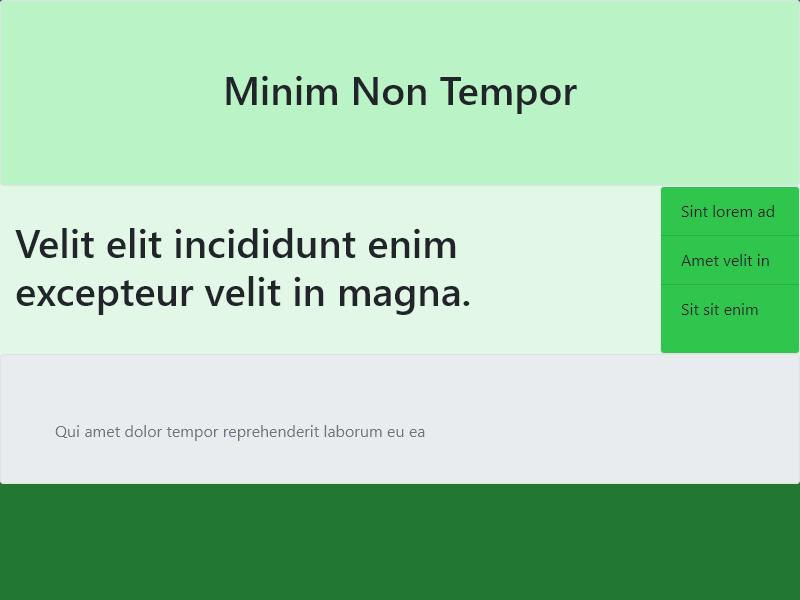 Minim Non Tempor
Velit elit incididunt enim
excepteur velit in magna.
Sint lorem ad
Amet velit in
Sit sit enim
Qui amet dolor tempor reprehenderit laborum eu ea